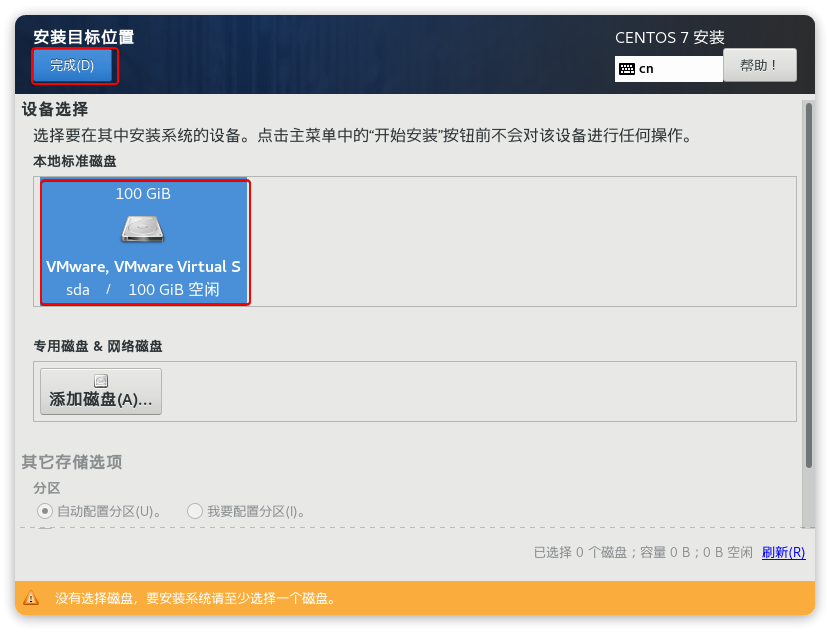 安装目标位置
CENTOS 7 安装
完成(D)
cn
帮助！
设备选择
选择要在其中安装系统的设备。点击主菜单中的“开始安装”按钮前不会对该设备进行任何操作。
本地标准磁盘
100 GiB
VMware, VMware Virtual S
sda / 100 GiB 空闲
专用磁盘 & 网络磁盘
添加磁盘(A)...
其它存储选项
分区
自动配置分区(U)。 我要配置分区(I)。
已选择 0 个磁盘；容量 0 B；0 B 空闲 刷新(R)
没有选择磁盘，要安装系统请至少选择一个磁盘。